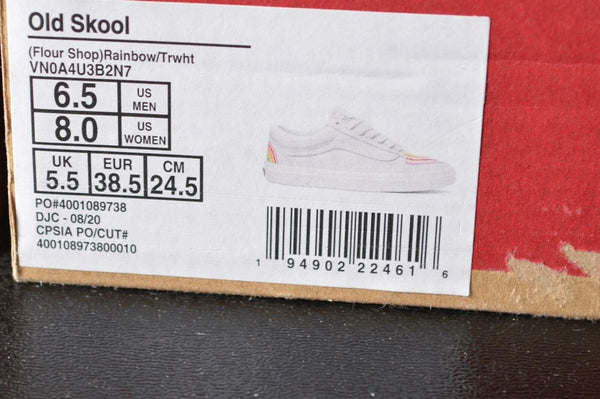 Old Skool
(Flour Shop)Rainbow/Trwht
VN0A4U3B2N7
6.5 US MEN
8.0 US WOMEN
UK 5.5 EUR 38.5 CM 24.5
PO#4001089738
DJC - 08/20
CPSIA PO/CUT#
400108973800010
1 94902 22461 6